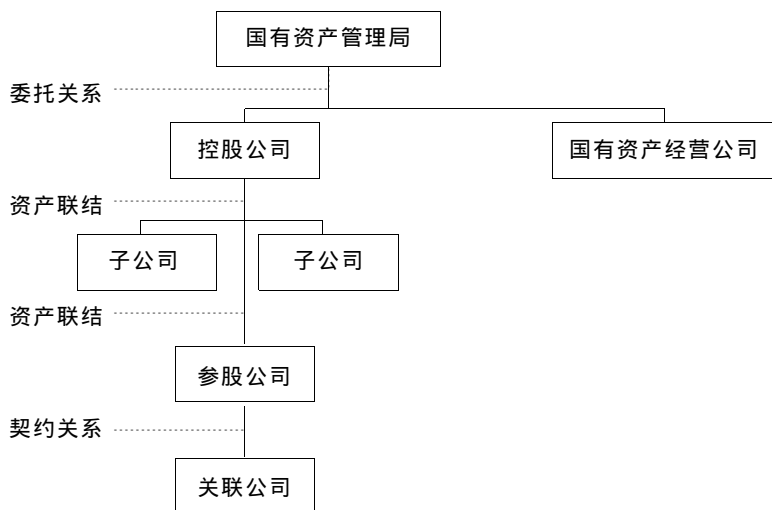 国有资产管理局
委托关系
控股公司
国有资产经营公司
资产联结
子公司
子公司
资产联结
参股公司
契约关系
关联公司